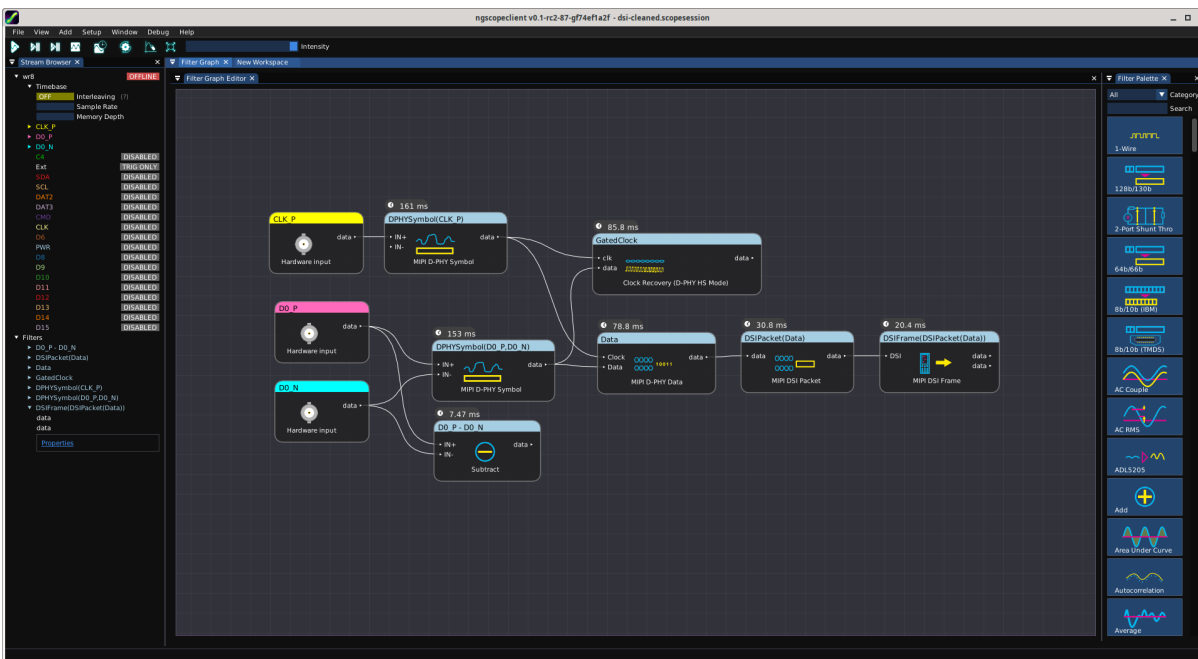 ngscopeclient v0.1-rc2-87-gf74ef1a2f - dsi-cleaned.scopesession
File View Add Setup Window Debug Help
Intensity
Stream Browser
wr8 OFFLINE
Timebase
OFF Interleaving (?)
Sample Rate
Memory Depth
CLK_P
D0_P
D0_N
C4 DISABLED
Ext TRIG ONLY
SDA DISABLED
SCL DISABLED
DAT2 DISABLED
DAT3 DISABLED
CMD DISABLED
CLK DISABLED
D6 DISABLED
PWR DISABLED
D8 DISABLED
D9 DISABLED
D10 DISABLED
D11 DISABLED
D12 DISABLED
D13 DISABLED
D14 DISABLED
D15 DISABLED
Filters
D0_P - D0_N
DSIPacket(Data)
Data
GatedClock
DPHYSymbol(CLK_P)
DPHYSymbol(D0_P,D0_N)
DSIFrame(DSIPacket(Data))
data
data
Properties
Filter Graph New Workspace
Filter Graph Editor
CLK_P
data
Hardware input
161 ms
DPHYSymbol(CLK_P)
IN+ data
IN-
MIPI D-PHY Symbol
85.8 ms
GatedClock
clk data
data
Clock Recovery (D-PHY HS Mode)
D0_P
data
Hardware input
D0_N
data
Hardware input
153 ms
DPHYSymbol(D0_P,D0_N)
IN+ data
IN-
MIPI D-PHY Symbol
7.47 ms
D0_P - D0_N
IN+ data
IN-
Subtract
78.8 ms
Data
Clock data
Data
10011
MIPI D-PHY Data
30.8 ms
DSIPacket(Data)
data data
MIPI DSI Packet
20.4 ms
DSIFrame(DSIPacket(Data))
DSI data
data
MIPI DSI Frame
Filter Palette
All Category
Search
1-Wire
128b/130b
2-Port Shunt Thro
64b/66b
8b/10b (IBM)
8b/10b (TMDS)
AC Couple
AC RMS
ADL5205
Add
Area Under Curve
Autocorrelation
Average